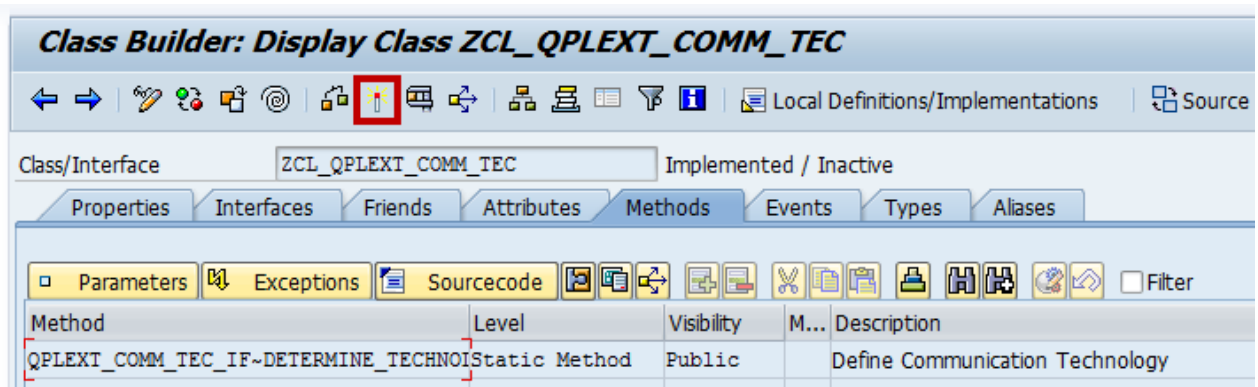 Class Builder: Display Class ZCL_QPLEXT_COMM_TEC
Local Definitions/Implementations Source
Class/Interface ZCL_QPLEXT_COMM_TEC Implemented / Inactive
Properties Interfaces Friends Attributes Methods Events Types Aliases
Parameters Exceptions Sourcecode Filter
Method Level Visibility M... Description
QPLEXT_COMM_TEC_IF~DETERMINE_TECHNOI Static Method Public Define Communication Technology